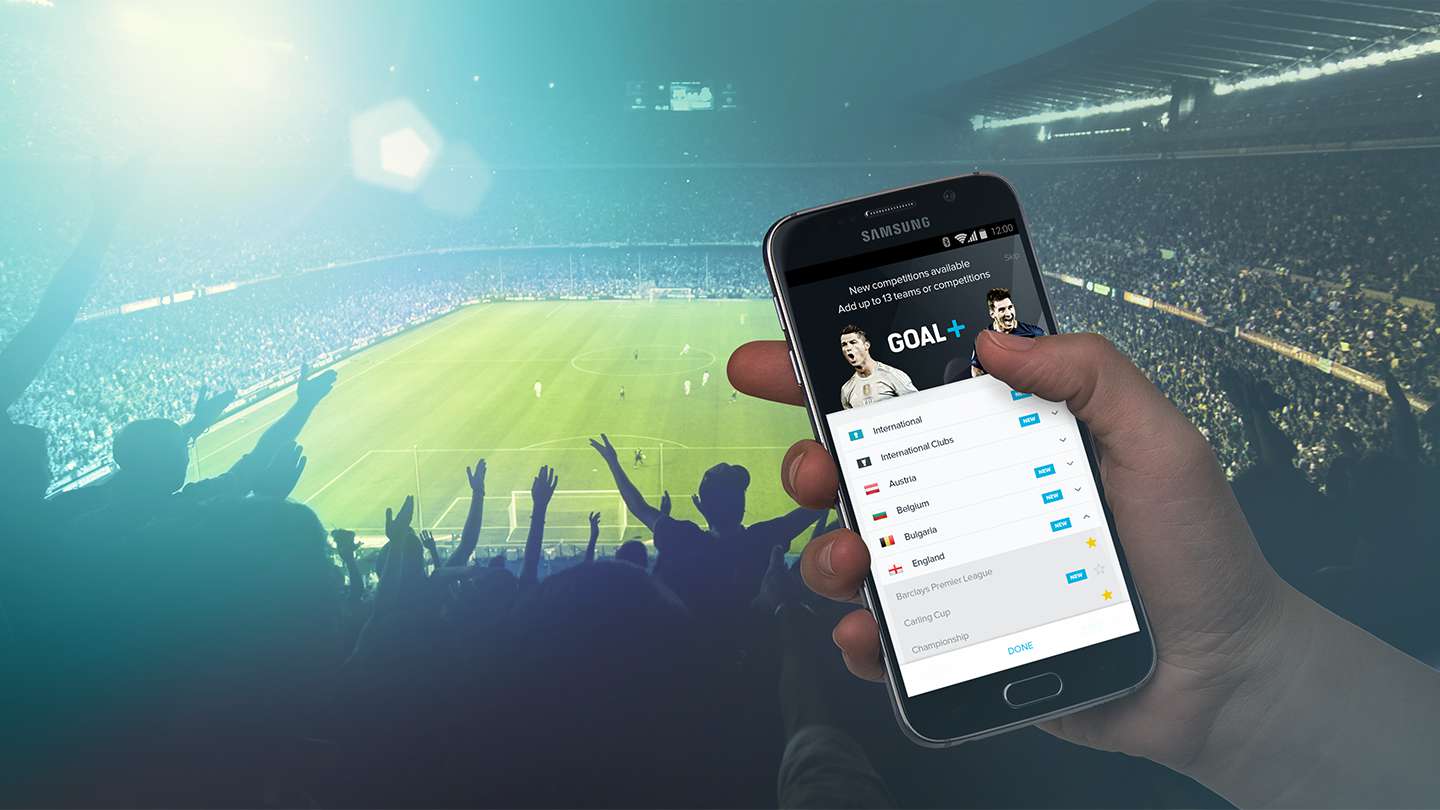 SAMSUNG
12:00
Skip
New competitions available
Add up to 13 teams or competitions
GOAL+
International
NEW
International Clubs
NEW
Austria
Belgium
NEW
Bulgaria
NEW
England
NEW
Barclays Premier League
Carling Cup
NEW
Championship
DONE